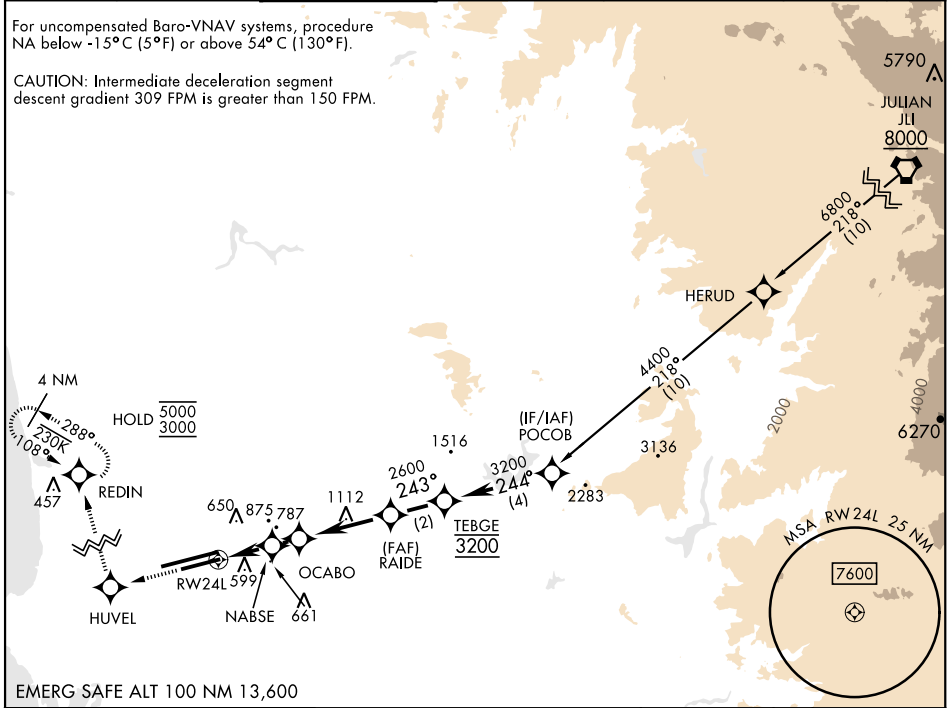 For uncompensated Baro-VNAV systems, procedure
NA below -15°C (5°F) or above 54°C (130°F).
CAUTION: Intermediate deceleration segment
descent gradient 309 FPM is greater than 150 FPM.
5790
JULIAN
JLI
8000
6800
218°
(10)
HERUD
4400
218°
(10)
2000
4000
6270
4 NM
HOLD
5000
3000
288°
230K
108°
REDIN
457
(IF/IAF)
POCOB
1516
3136
2283
3200
244°
(4)
2600
243°
(2)
TEBGE
3200
1112
(FAF)
RAIDE
650
875
787
OCABO
RW24L
599
NABSE
661
HUVEL
MSA RW24L 25 NM
7600
EMERG SAFE ALT 100 NM 13,600